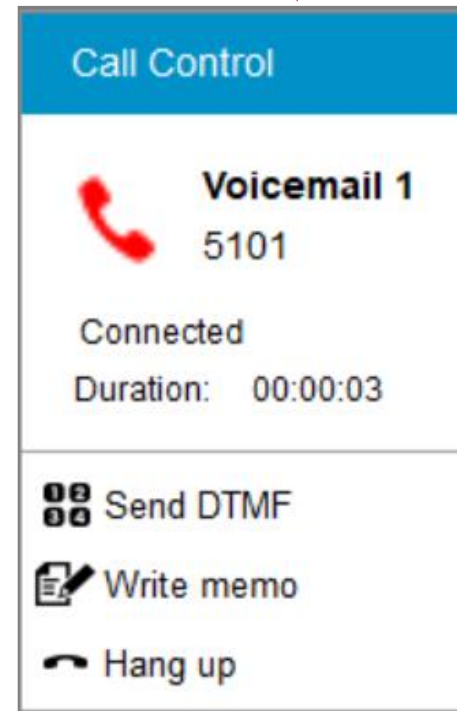 Call Control
Voicemail 1
5101
Connected
Duration: 00:00:03
Send DTMF
Write memo
Hang up